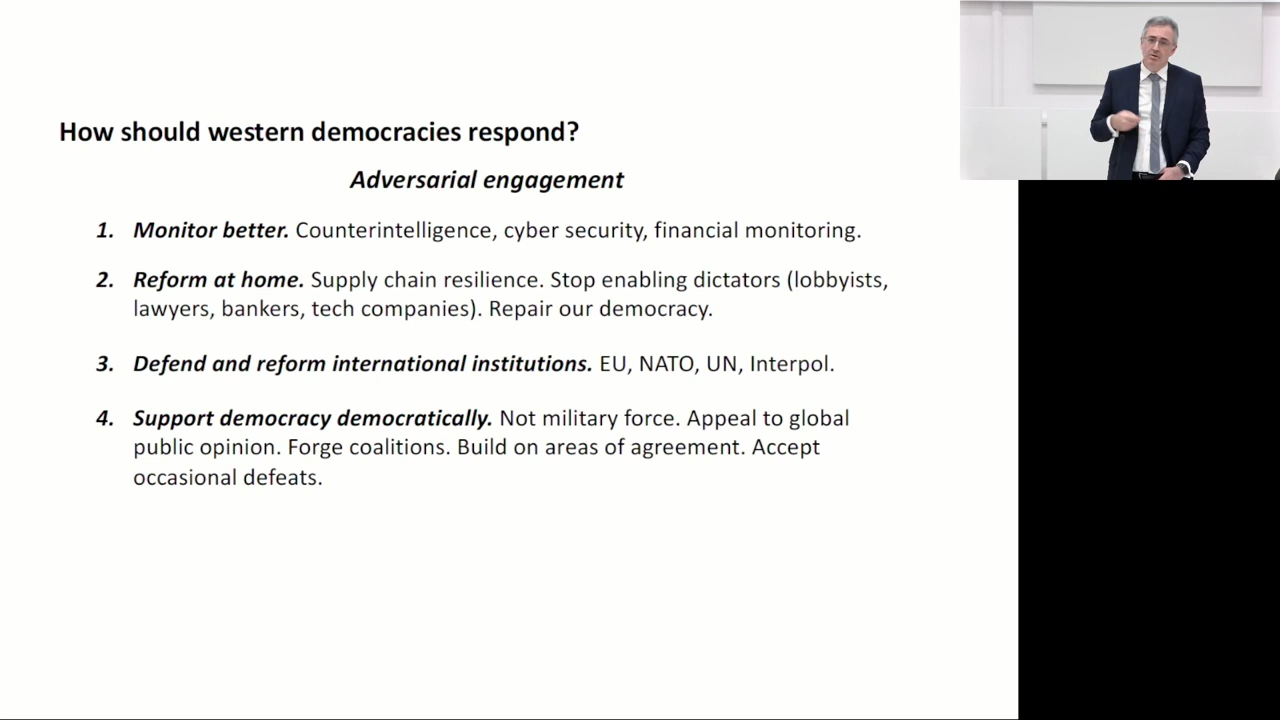 How should western democracies respond?
Adversarial engagement
1. Monitor better. Counterintelligence, cyber security, financial monitoring.
2. Reform at home. Supply chain resilience. Stop enabling dictators (lobbyists,
lawyers, bankers, tech companies). Repair our democracy.
3. Defend and reform international institutions. EU, NATO, UN, Interpol.
4. Support democracy democratically. Not military force. Appeal to global
public opinion. Forge coalitions. Build on areas of agreement. Accept
occasional defeats.